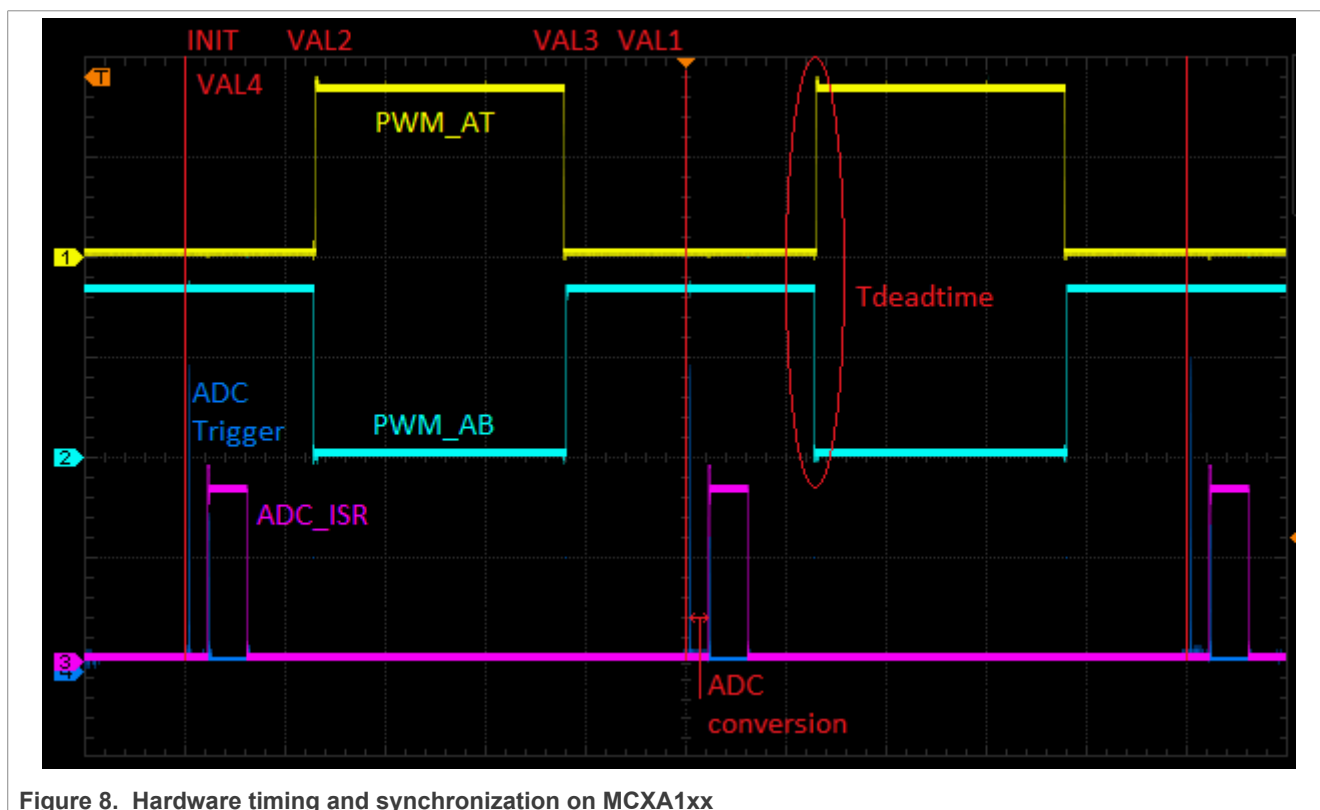 INIT VAL2 VAL3 VAL1
T
VAL4
PWM_AT
1
Tdeadtime
ADC
Trigger
PWM_AB
2
ADC_ISR
3
4
ADC
conversion
Figure 8. Hardware timing and synchronization on MCXA1xx